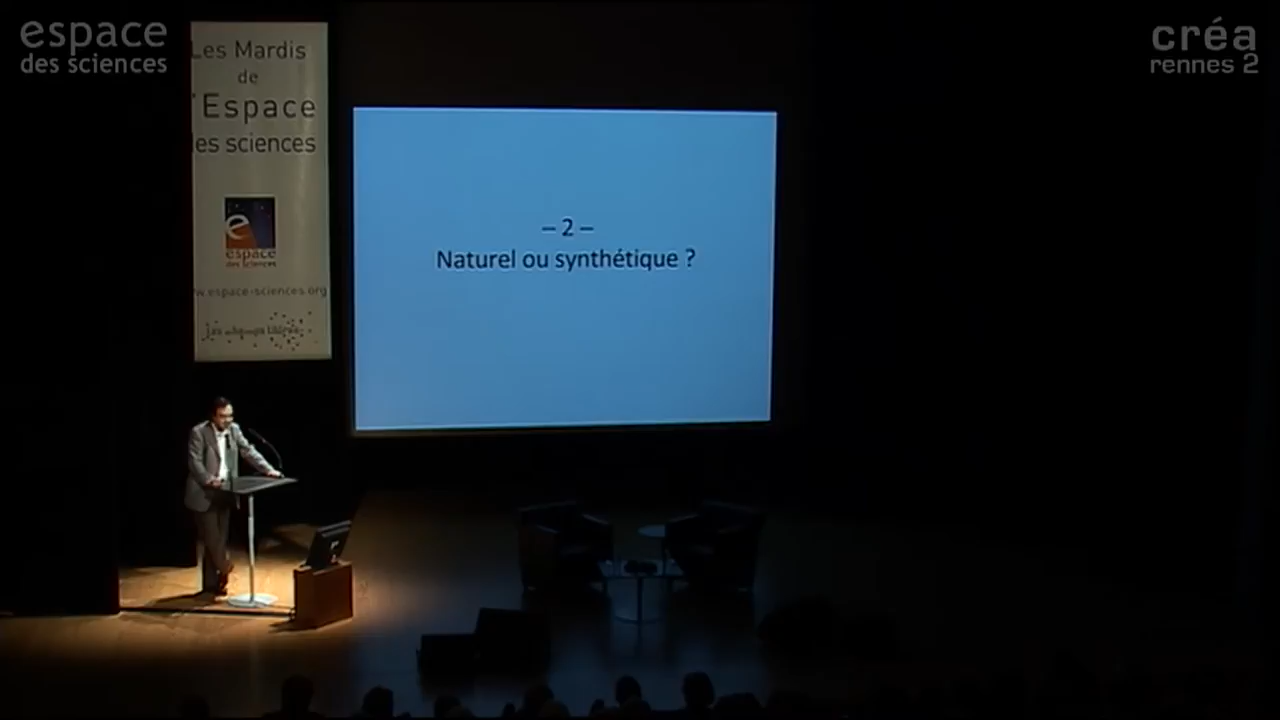 espace
des sciences
créa
rennes 2
Les Mardis
de
l'Espace
des sciences
e
espace
des sciences
w.espace-sciences.org
– 2 –
Naturel ou synthétique ?